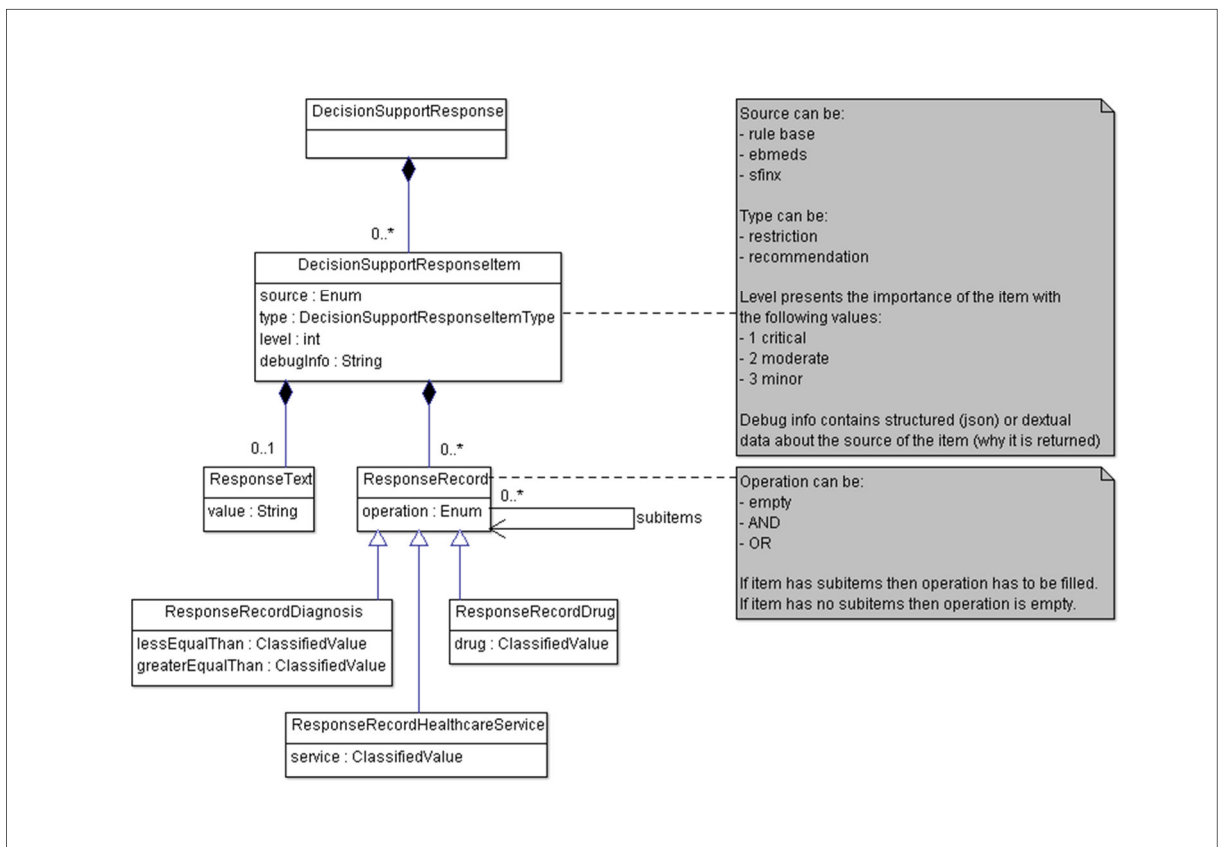 DecisionSupportResponse
0..*
DecisionSupportResponseItem
source : Enum
type : DecisionSupportResponseItemType
level : int
debugInfo : String
0..1
0..*
ResponseText
value : String
ResponseRecord
operation : Enum
0..*
subitems
ResponseRecordDiagnosis
lessEqualThan : ClassifiedValue
greaterEqualThan : ClassifiedValue
ResponseRecordDrug
drug : ClassifiedValue
ResponseRecordHealthcareService
service : ClassifiedValue
Source can be:
- rule base
- ebmeds
- sfinx
Type can be:
- restriction
- recommendation
Level presents the importance of the item with
the following values:
- 1 critical
- 2 moderate
- 3 minor
Debug info contains structured (json) or dextual
data about the source of the item (why it is returned)
Operation can be:
- empty
- AND
- OR
If item has subitems then operation has to be filled.
If item has no subitems then operation is empty.